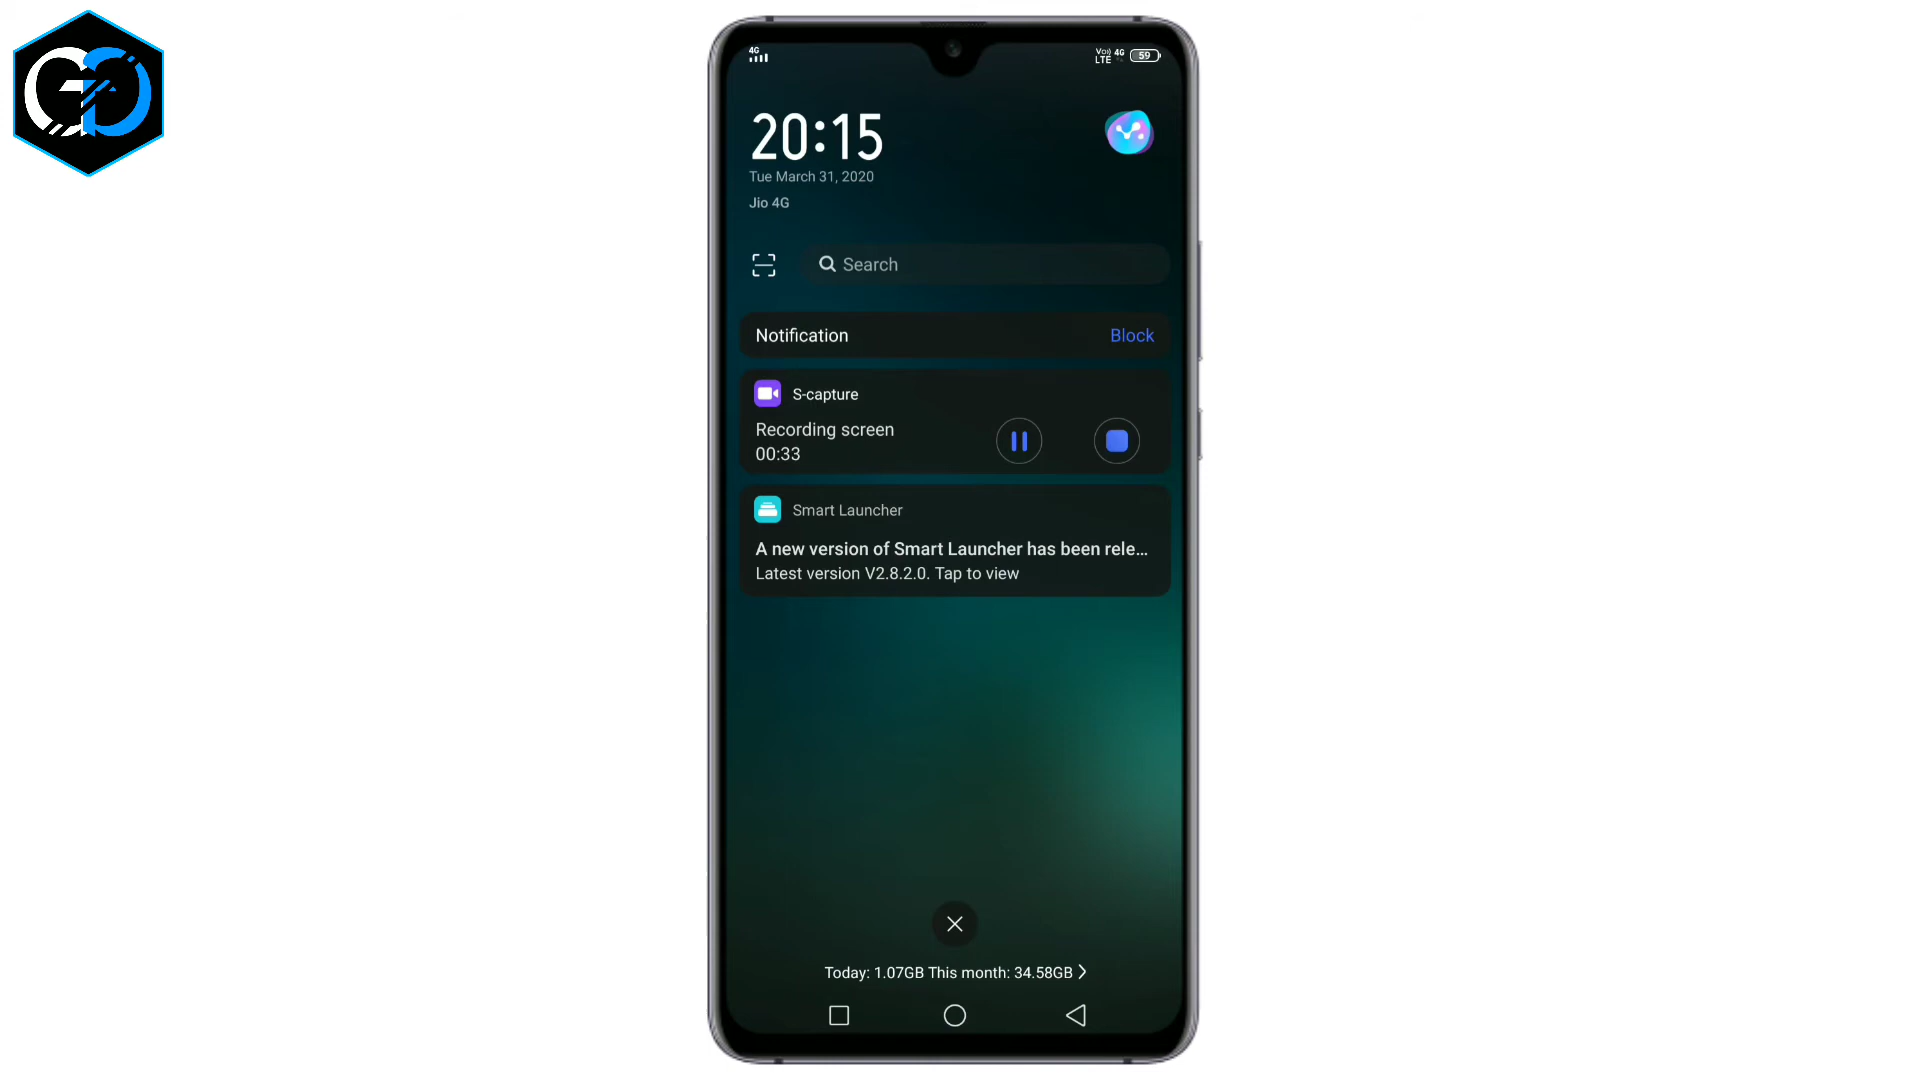 4G
Vo)) 4G
LTE
59
20:15
Tue March 31, 2020
Jio 4G
Search
Notification
Block
S-capture
Recording screen
00:33
Smart Launcher
A new version of Smart Launcher has been rele...
Latest version V2.8.2.0. Tap to view
Today: 1.07GB This month: 34.58GB